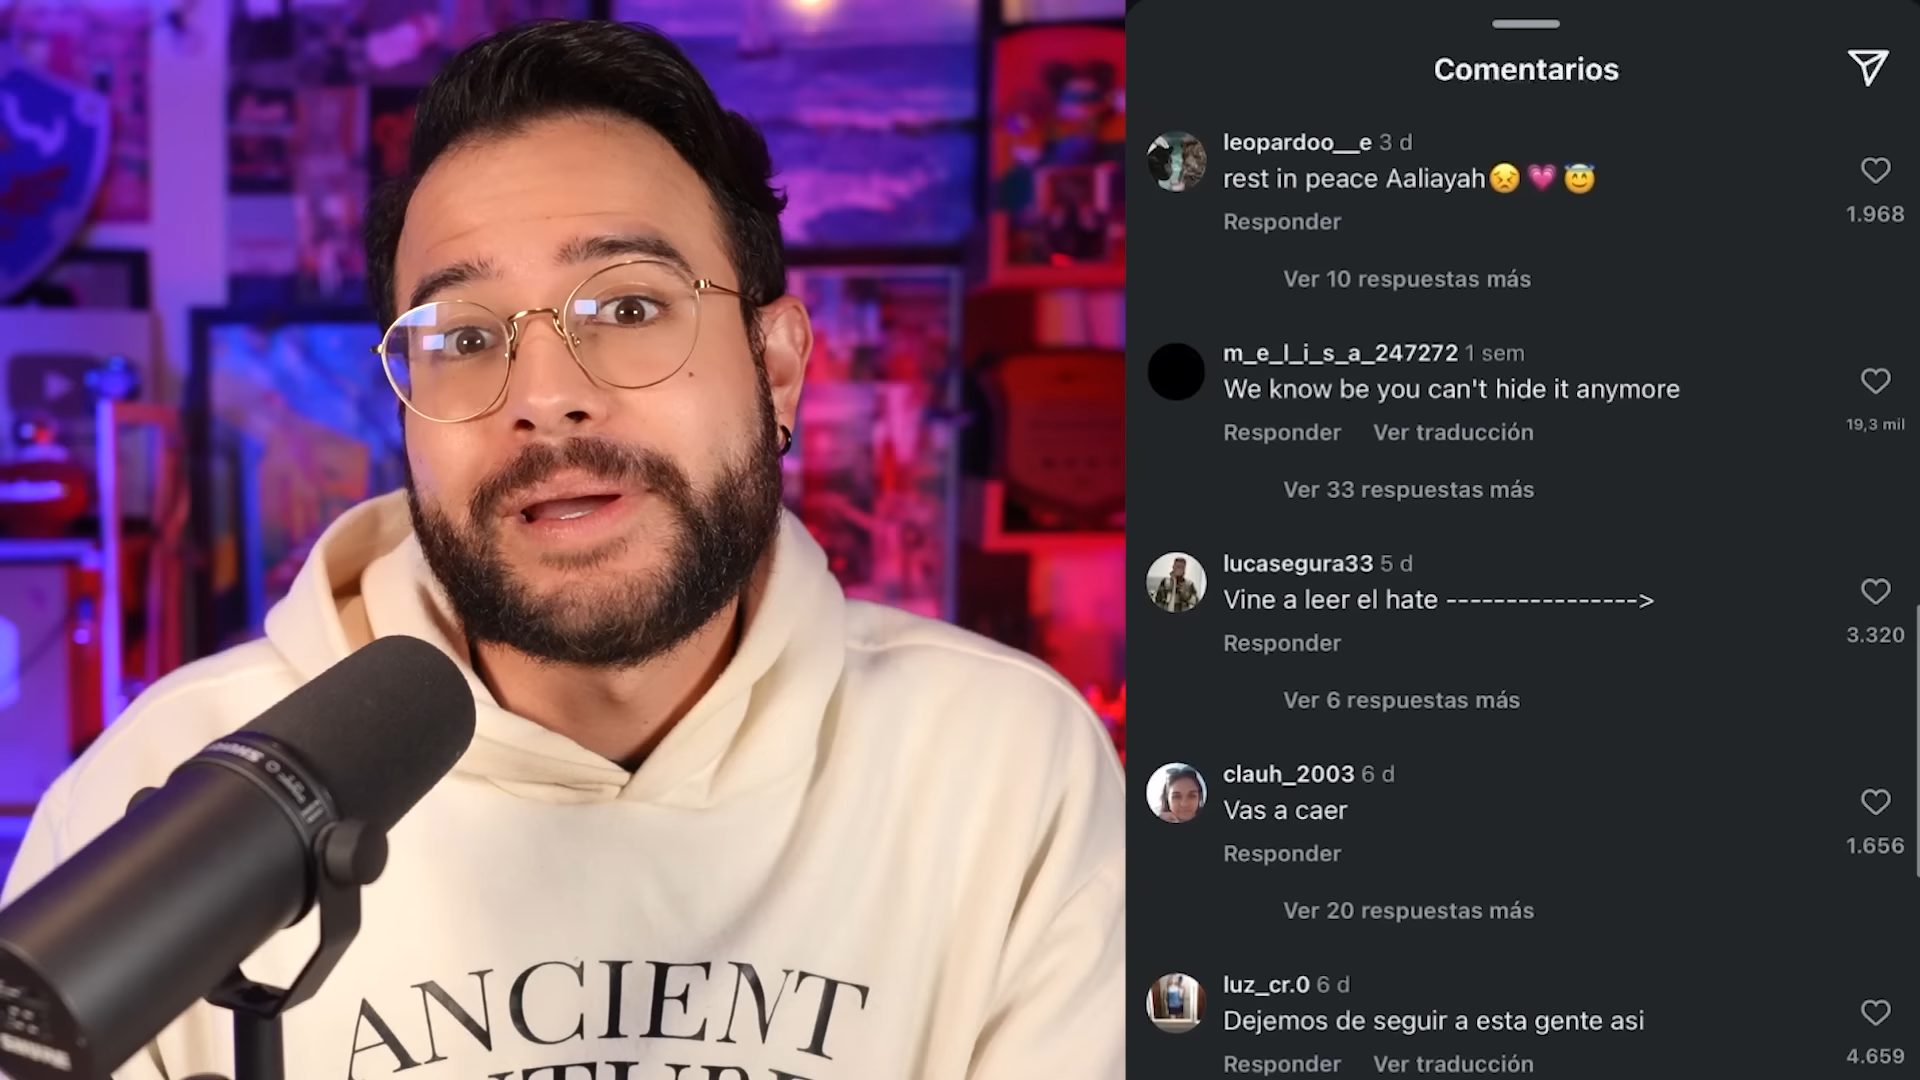 Comentarios
leopardoo__e 3 d
rest in peace Aaliayah😣💗😇
Responder
1.968
Ver 10 respuestas más
m_e_l_i_s_a_247272 1 sem
We know be you can't hide it anymore
19,3 mil
Responder Ver traducción
Ver 33 respuestas más
lucasegura33 5 d
Vine a leer el hate ---------------->
Responder
3.320
Ver 6 respuestas más
clauh_2003 6 d
Vas a caer
Responder
1.656
Ver 20 respuestas más
luz_cr.0 6 d
Dejemos de seguir a esta gente asi
Responder Ver traducción
4.659
ANCIENT
SHURE